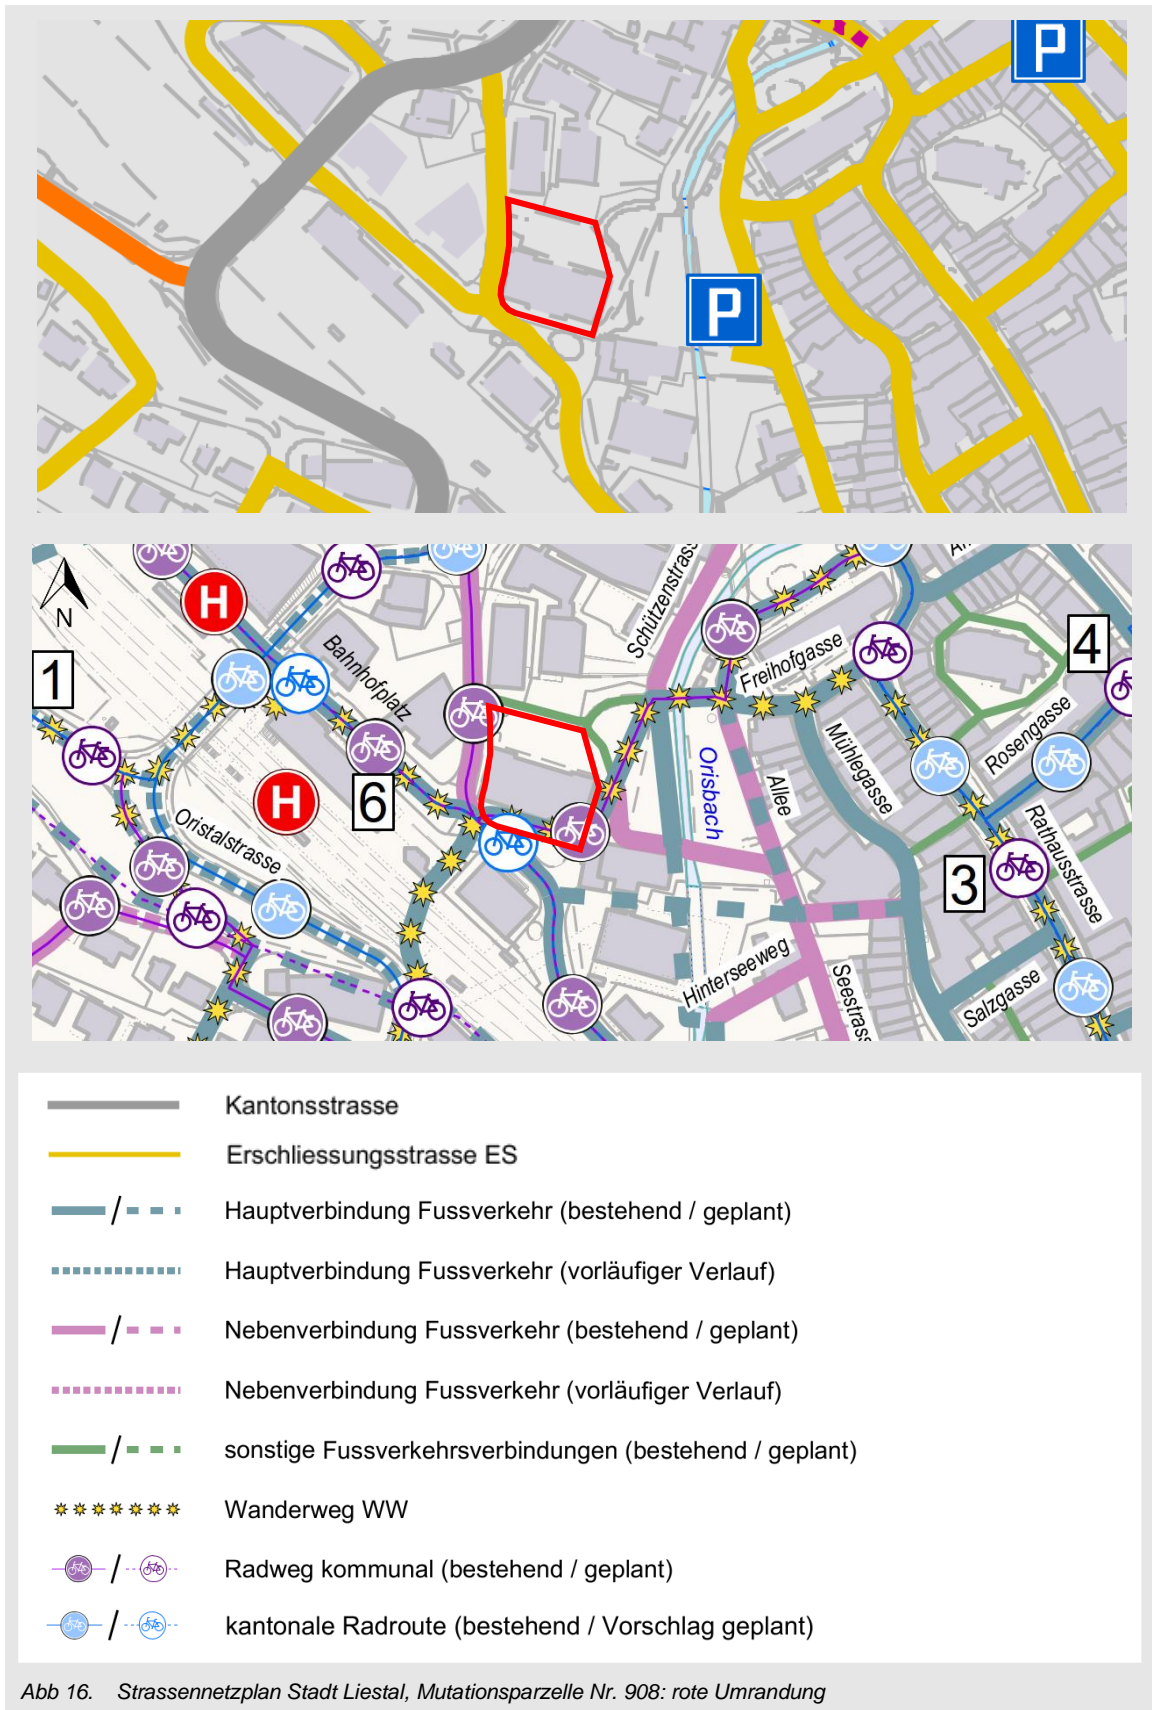 P
P
N
H
Schützenstrass
1
Bahnhofplatz
Freihofgasse
4
Rosengasse
H
6
Orisbach
Allee
Mühlegasse
Oristalstrasse
3
Rathausstrasse
Hinterseeweg
Seestrass
Salzgasse
Kantonsstrasse
Erschliessungsstrasse ES
Hauptverbindung Fussverkehr (bestehend / geplant)
Hauptverbindung Fussverkehr (vorläufiger Verlauf)
Nebenverbindung Fussverkehr (bestehend / geplant)
Nebenverbindung Fussverkehr (vorläufiger Verlauf)
sonstige Fussverkehrsverbindungen (bestehend / geplant)
Wanderweg WW
Radweg kommunal (bestehend / geplant)
kantonale Radroute (bestehend / Vorschlag geplant)
Abb 16. Strassennetzplan Stadt Liestal, Mutationsparzelle Nr. 908: rote Umrandung